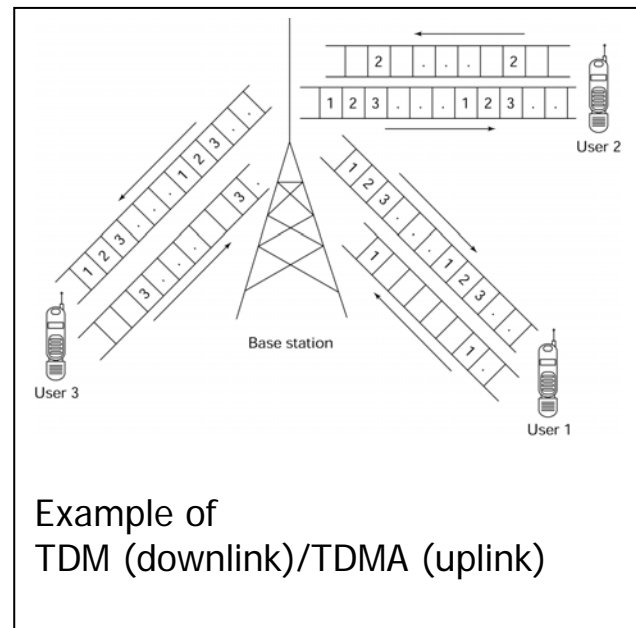 2 . . . 2
1 2 3 . . . 1 2 3 . .
User 2
1 2 3 . . . 1 2 3 . .
3 . . . 3 .
1 2 3 . . . 1 2 3 . .
1 1 .
Base station
User 3
User 1
Example of
TDM (downlink)/TDMA (uplink)